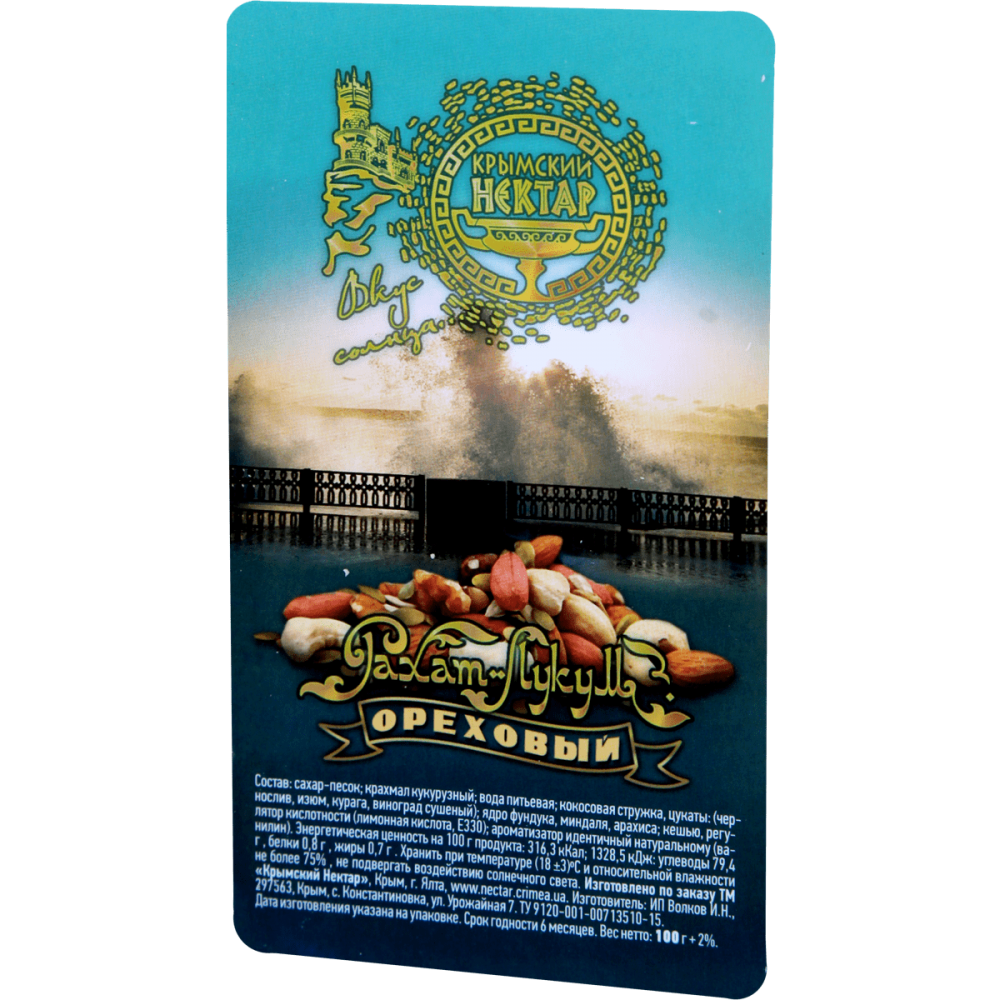 КРЫМСКИЙ
НЕКТАР
Вкус
солнца...
Рахат-Лукум
ОРЕХОВЫЙ
Состав: сахар-песок; крахмал кукурузный; вода питьевая; кокосовая стружка, цукаты: (чер-
нослив, изюм, курага, виноград сушеный); ядро фундука, миндаля, арахиса; кешью, регу-
лятор кислотности (лимонная кислота, Е330); ароматизатор идентичный натуральному (ва-
нилин). Энергетическая ценность на 100 г продукта: 316,3 кКал; 1328,5 кДж: углеводы 79,4
г , белки 0,8 г , жиры 0,7 г . Хранить при температуре (18 ±3)ºС и относительной влажности
не более 75% , не подвергать воздействию солнечного света. Изготовлено по заказу ТМ
«Крымский Нектар», Крым, г. Ялта, www.nectar.crimea.ua. Изготовитель: ИП Волков И.Н.,
297563, Крым, с. Константиновка, ул. Урожайная 7. ТУ 9120-001-00713510-15.
Дата изготовления указана на упаковке. Срок годности 6 месяцев. Вес нетто: 100 г + 2%.